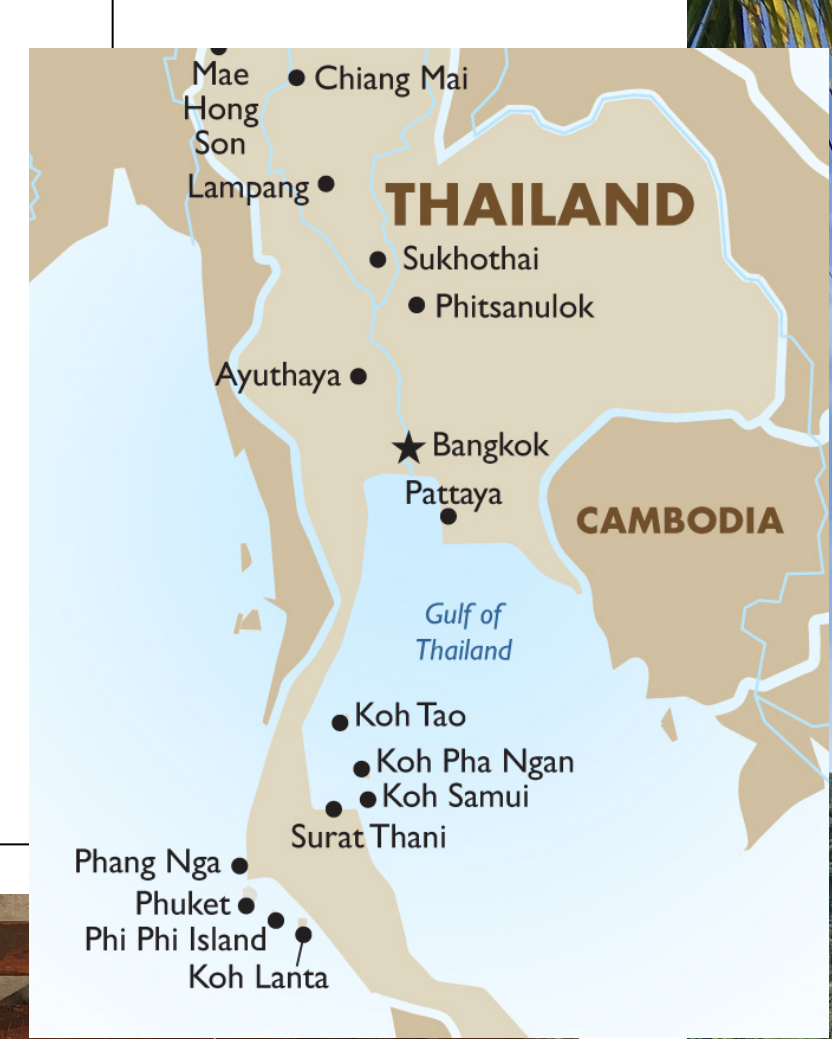 Mae
Hong
Son
Chiang Mai
Lampang
THAILAND
Sukhothai
Phitsanulok
Ayuthaya
Bangkok
Pattaya
CAMBODIA
Gulf of
Thailand
Koh Tao
Koh Pha Ngan
Koh Samui
Surat Thani
Phang Nga
Phuket
Phi Phi Island
Koh Lanta